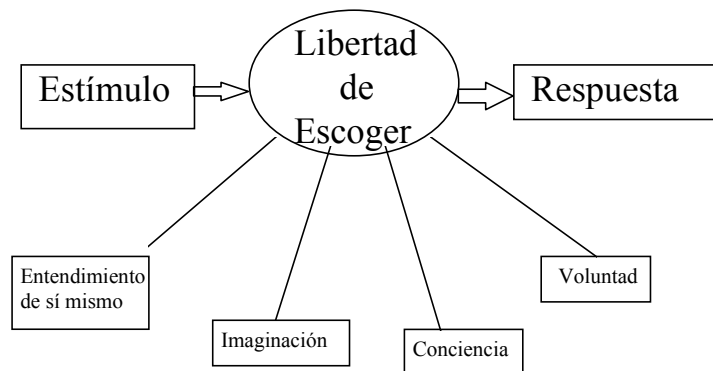 Estímulo
Libertad
de
Escoger
Respuesta
Entendimiento
de sí mismo
Imaginación
Conciencia
Voluntad